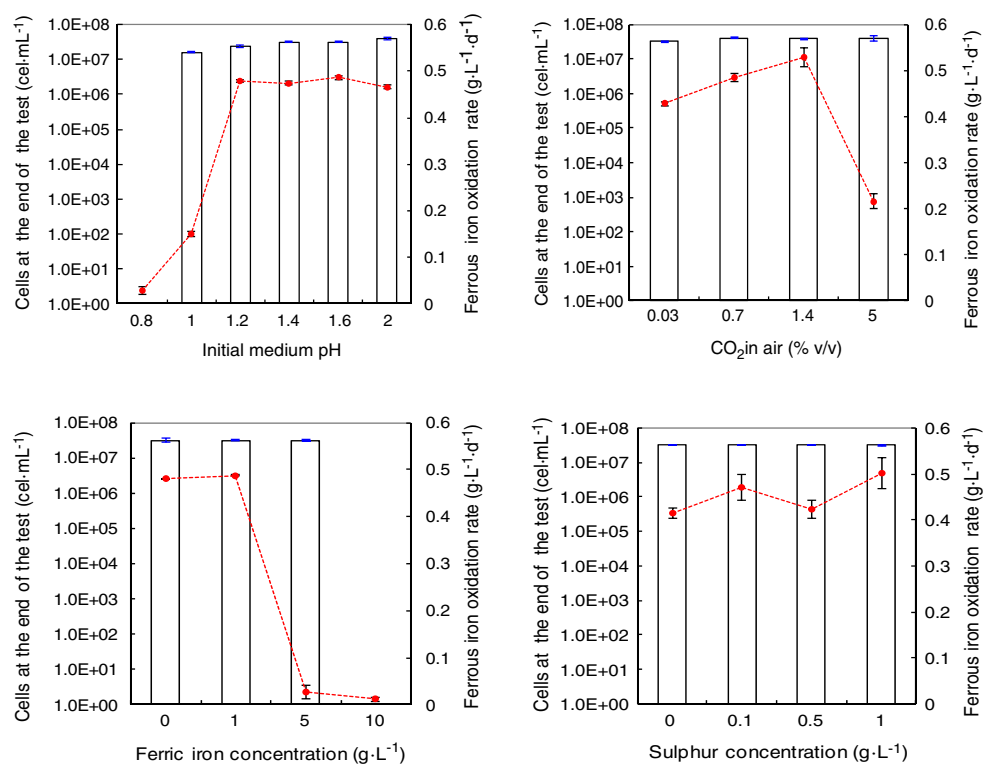 Cells at the end of the test (cel·mL-1)
1.0E+08
1.0E+07
1.0E+06
1.0E+05
1.0E+04
1.0E+03
1.0E+02
1.0E+01
1.0E+00
0.8 1 1.2 1.4 1.6 2
Initial medium pH
0.6
0.5
0.4
0.3
0.2
0.1
0
Ferrous iron oxidation rate (g·L-1·d-1)
Cells at the end of the test (cel·mL-1)
1.0E+08
1.0E+07
1.0E+06
1.0E+05
1.0E+04
1.0E+03
1.0E+02
1.0E+01
1.0E+00
0.03 0.7 1.4 5
CO2in air (% v/v)
0.6
0.5
0.4
0.3
0.2
0.1
0
Ferrous iron oxidation rate (g·L-1·d-1)
Cells at the end of the test (cel·mL-1)
1.0E+08
1.0E+07
1.0E+06
1.0E+05
1.0E+04
1.0E+03
1.0E+02
1.0E+01
1.0E+00
0 1 5 10
Ferric iron concentration (g·L-1)
0.6
0.5
0.4
0.3
0.2
0.1
0
Ferrous iron oxidation rate (g·L-1·d-1)
Cells at the end of the test (cel·mL-1)
1.0E+08
1.0E+07
1.0E+06
1.0E+05
1.0E+04
1.0E+03
1.0E+02
1.0E+01
1.0E+00
0 0.1 0.5 1
Sulphur concentration (g·L-1)
0.6
0.5
0.4
0.3
0.2
0.1
0
Ferrous iron oxidation rate (g·L-1·d-1)